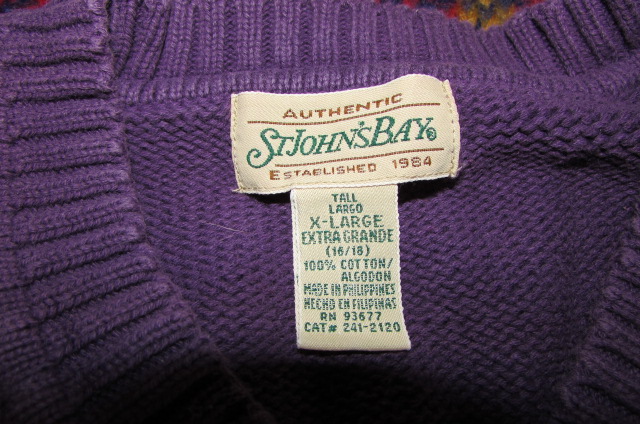 AUTHENTIC
ST JOHN'S BAY®
ESTABLISHED 1984
TALL
LARGO
X-LARGE
EXTRA GRANDE
(16/18)
100% COTTON/
ALGODON
MADE IN PHILIPPINES
HECHO EN FILIPINAS
RN 93677
CAT# 241-2120